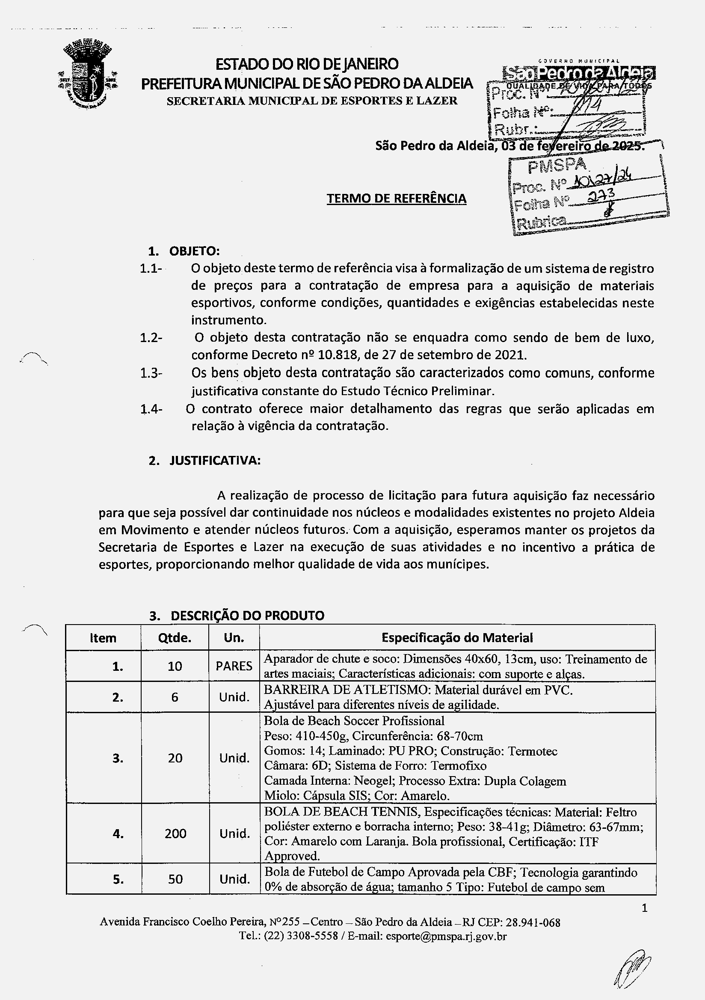 ESTADO DO RIO DE JANEIRO
PREFEITURA MUNICIPAL DE SÃO PEDRO DA ALDEIA
SECRETARIA MUNICIPAL DE ESPORTES E LAZER
GOVERNO MUNICIPAL
São Pedro da Aldeia
QUALIDADE DE VIDA PARA TODOS
Proc. Nº
Folha Nº:
Rubr.:
São Pedro da Aldeia, 03 de fevereiro de 2025.
PMSPA
Proc. Nº 10127/24
Folha Nº 273
Rubrica
TERMO DE REFERÊNCIA
1. OBJETO:
1.1- O objeto deste termo de referência visa à formalização de um sistema de registro
de preços para a contratação de empresa para a aquisição de materiais
esportivos, conforme condições, quantidades e exigências estabelecidas neste
instrumento.
1.2- O objeto desta contratação não se enquadra como sendo de bem de luxo,
conforme Decreto nº 10.818, de 27 de setembro de 2021.
1.3- Os bens objeto desta contratação são caracterizados como comuns, conforme
justificativa constante do Estudo Técnico Preliminar.
1.4- O contrato oferece maior detalhamento das regras que serão aplicadas em
relação à vigência da contratação.
2. JUSTIFICATIVA:
A realização de processo de licitação para futura aquisição faz necessário
para que seja possível dar continuidade nos núcleos e modalidades existentes no projeto Aldeia
em Movimento e atender núcleos futuros. Com a aquisição, esperamos manter os projetos da
Secretaria de Esportes e Lazer na execução de suas atividades e no incentivo a prática de
esportes, proporcionando melhor qualidade de vida aos munícipes.
3. DESCRIÇÃO DO PRODUTO
Item Qtde. Un. Especificação do Material
1. 10 PARES Aparador de chute e soco: Dimensões 40x60, 13cm, uso: Treinamento de
artes maciais; Características adicionais: com suporte e alças.
2. 6 Unid. BARREIRA DE ATLETISMO: Material durável em PVC.
Ajustável para diferentes níveis de agilidade.
3. 20 Unid. Bola de Beach Soccer Profissional
Peso: 410-450g, Circunferência: 68-70cm
Gomos: 14; Laminado: PU PRO; Construção: Termotec
Câmara: 6D; Sistema de Forro: Termofixo
Camada Interna: Neogel; Processo Extra: Dupla Colagem
Miolo: Cápsula SIS; Cor: Amarelo.
4. 200 Unid. BOLA DE BEACH TENNIS, Especificações técnicas: Material: Feltro
poliéster externo e borracha interno; Peso: 38-41g; Diâmetro: 63-67mm;
Cor: Amarelo com Laranja. Bola profissional, Certificação: ITF
Approved.
5. 50 Unid. Bola de Futebol de Campo Aprovada pela CBF; Tecnologia garantindo
0% de absorção de água; tamanho 5 Tipo: Futebol de campo sem
1
Avenida Francisco Coelho Pereira, Nº255 – Centro – São Pedro da Aldeia – RJ CEP: 28.941-068
Tel.: (22) 3308-5558 / E-mail: esporte@pmspa.rj.gov.br